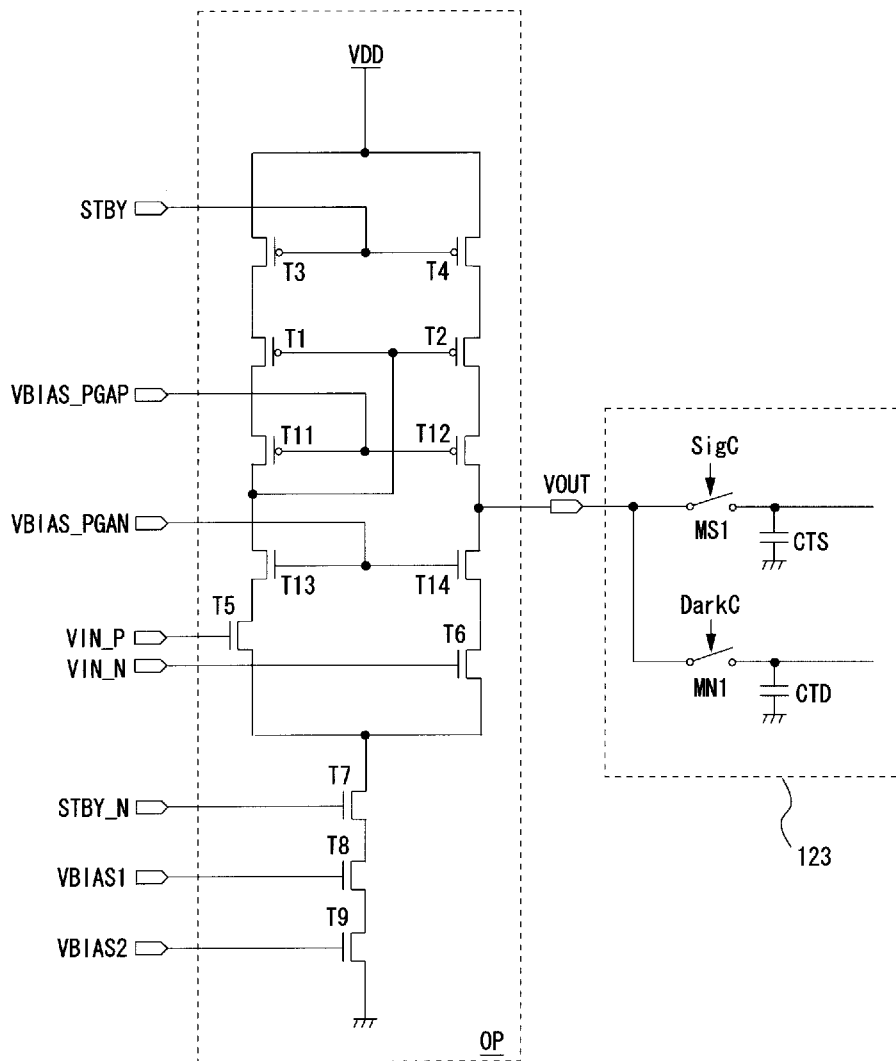 VDD
STBY
T3
T4
T1
T2
VBIAS_PGAP
T11
T12
SigC
VOUT
MS1
CTS
VBIAS_PGAN
T13
T14
T5
DarkC
VIN_P
T6
VIN_N
MN1
CTD
T7
STBY_N
T8
123
VBIAS1
T9
VBIAS2
OP